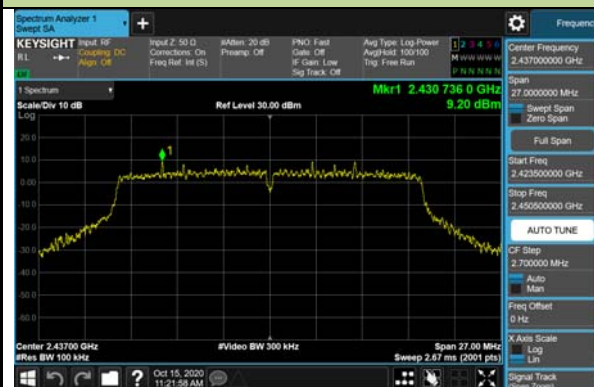 Spectrum Analyzer 1
Swept SA
Frequenc
KEYSIGHT
Input: RF
Input Z: 50 Ω
#Atten: 20 dB
PNO: Fast
Avg Type: Log-Power
1 2 3 4 5 6
RL
Coupling: DC
Corrections: On
Preamp: Off
Gate: Off
Avg|Hold: 100/100
M W W W W W
Align: Off
Freq Ref: Int (S)
IF Gain: Low
Trig: Free Run
Sig Track: Off
P N N N N N
Center Frequency
2.437000000 GHz
Span
27.0000000 MHz
Swept Span
Zero Span
Full Span
Start Freq
2.423500000 GHz
Stop Freq
2.450500000 GHz
AUTO TUNE
CF Step
2.700000 MHz
Auto
Man
Freq Offset
0 Hz
X Axis Scale
Log
Lin
Signal Track
(Span Zoom)
1 Spectrum
Mkr1 2.430 736 0 GHz
Scale/Div 10 dB
Ref Level 30.00 dBm
9.20 dBm
Log
20.0
1
10.0
0.00
-10.0
-20.0
-30.0
-40.0
-50.0
-60.0
Center 2.43700 GHz
#Video BW 300 kHz
Span 27.00 MHz
#Res BW 100 kHz
Sweep 2.67 ms (2001 pts)
?
Oct 15, 2020
11:21:58 AM